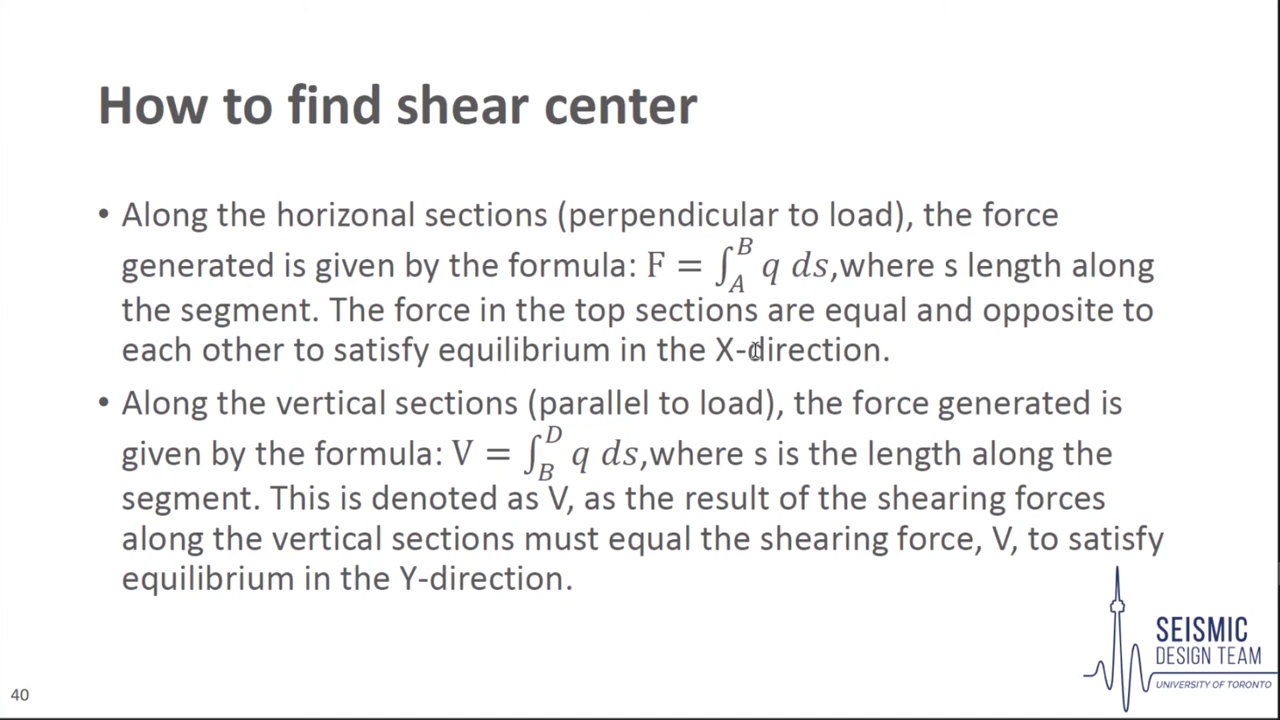 How to find shear center
• Along the horizonal sections (perpendicular to load), the force
generated is given by the formula: F = ∫_A^B q ds,where s length along
the segment. The force in the top sections are equal and opposite to
each other to satisfy equilibrium in the X-direction.
• Along the vertical sections (parallel to load), the force generated is
given by the formula: V = ∫_B^D q ds,where s is the length along the
segment. This is denoted as V, as the result of the shearing forces
along the vertical sections must equal the shearing force, V, to satisfy
equilibrium in the Y-direction.
SEISMIC
DESIGN TEAM
UNIVERSITY OF TORONTO
40